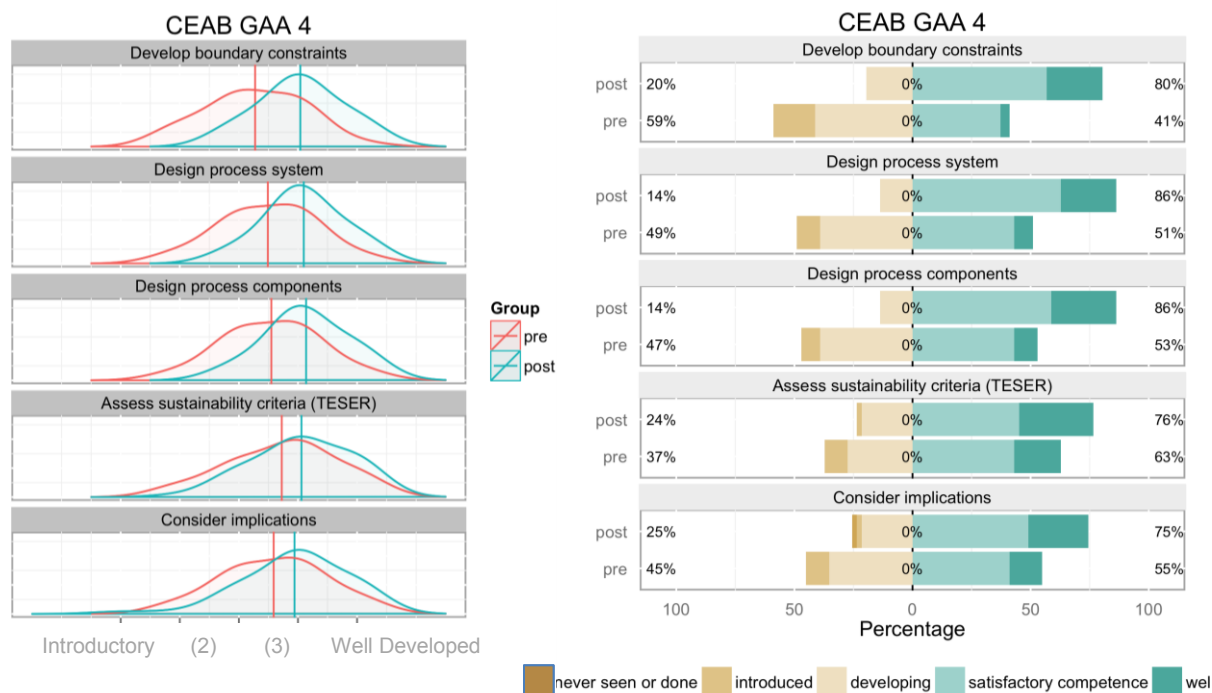 CEAB GAA 4
Develop boundary constraints
Design process system
Design process components
Assess sustainability criteria (TESER)
Consider implications
Introductory (2) (3) Well Developed
Group
pre
post
CEAB GAA 4
Develop boundary constraints
post 20% 0% 80%
pre 59% 0% 41%
Design process system
post 14% 0% 86%
pre 49% 0% 51%
Design process components
post 14% 0% 86%
pre 47% 0% 53%
Assess sustainability criteria (TESER)
post 24% 0% 76%
pre 37% 0% 63%
Consider implications
post 25% 0% 75%
pre 45% 0% 55%
100 50 0 50 100
Percentage
never seen or done introduced developing satisfactory competence wel